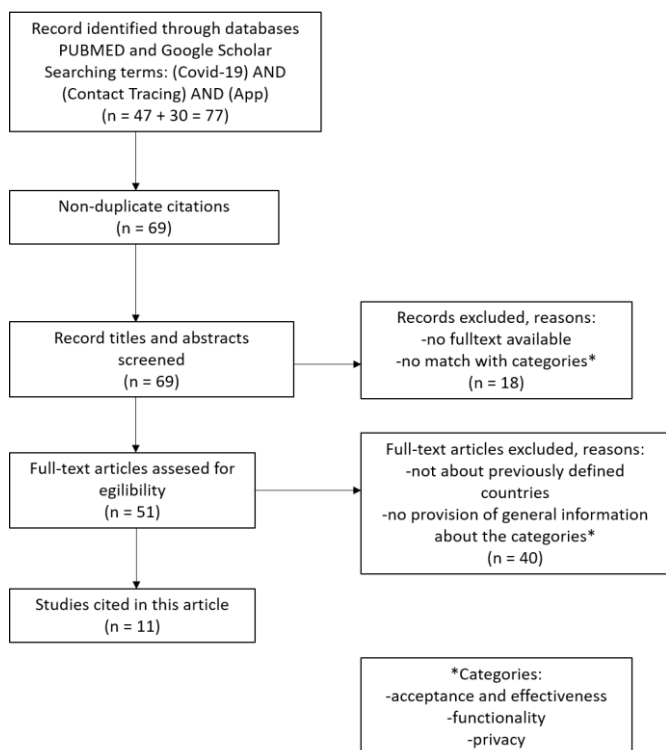 Record identified through databases
PUBMED and Google Scholar
Searching terms: (Covid-19) AND
(Contact Tracing) AND (App)
(n = 47 + 30 = 77)
Non-duplicate citations
(n = 69)
Record titles and abstracts
screened
(n = 69)
Records excluded, reasons:
-no fulltext available
-no match with categories*
(n = 18)
Full-text articles assesed for
egilibility
(n = 51)
Full-text articles excluded, reasons:
-not about previously defined
countries
-no provision of general information
about the categories*
(n = 40)
Studies cited in this article
(n = 11)
*Categories:
-acceptance and effectiveness
-functionality
-privacy